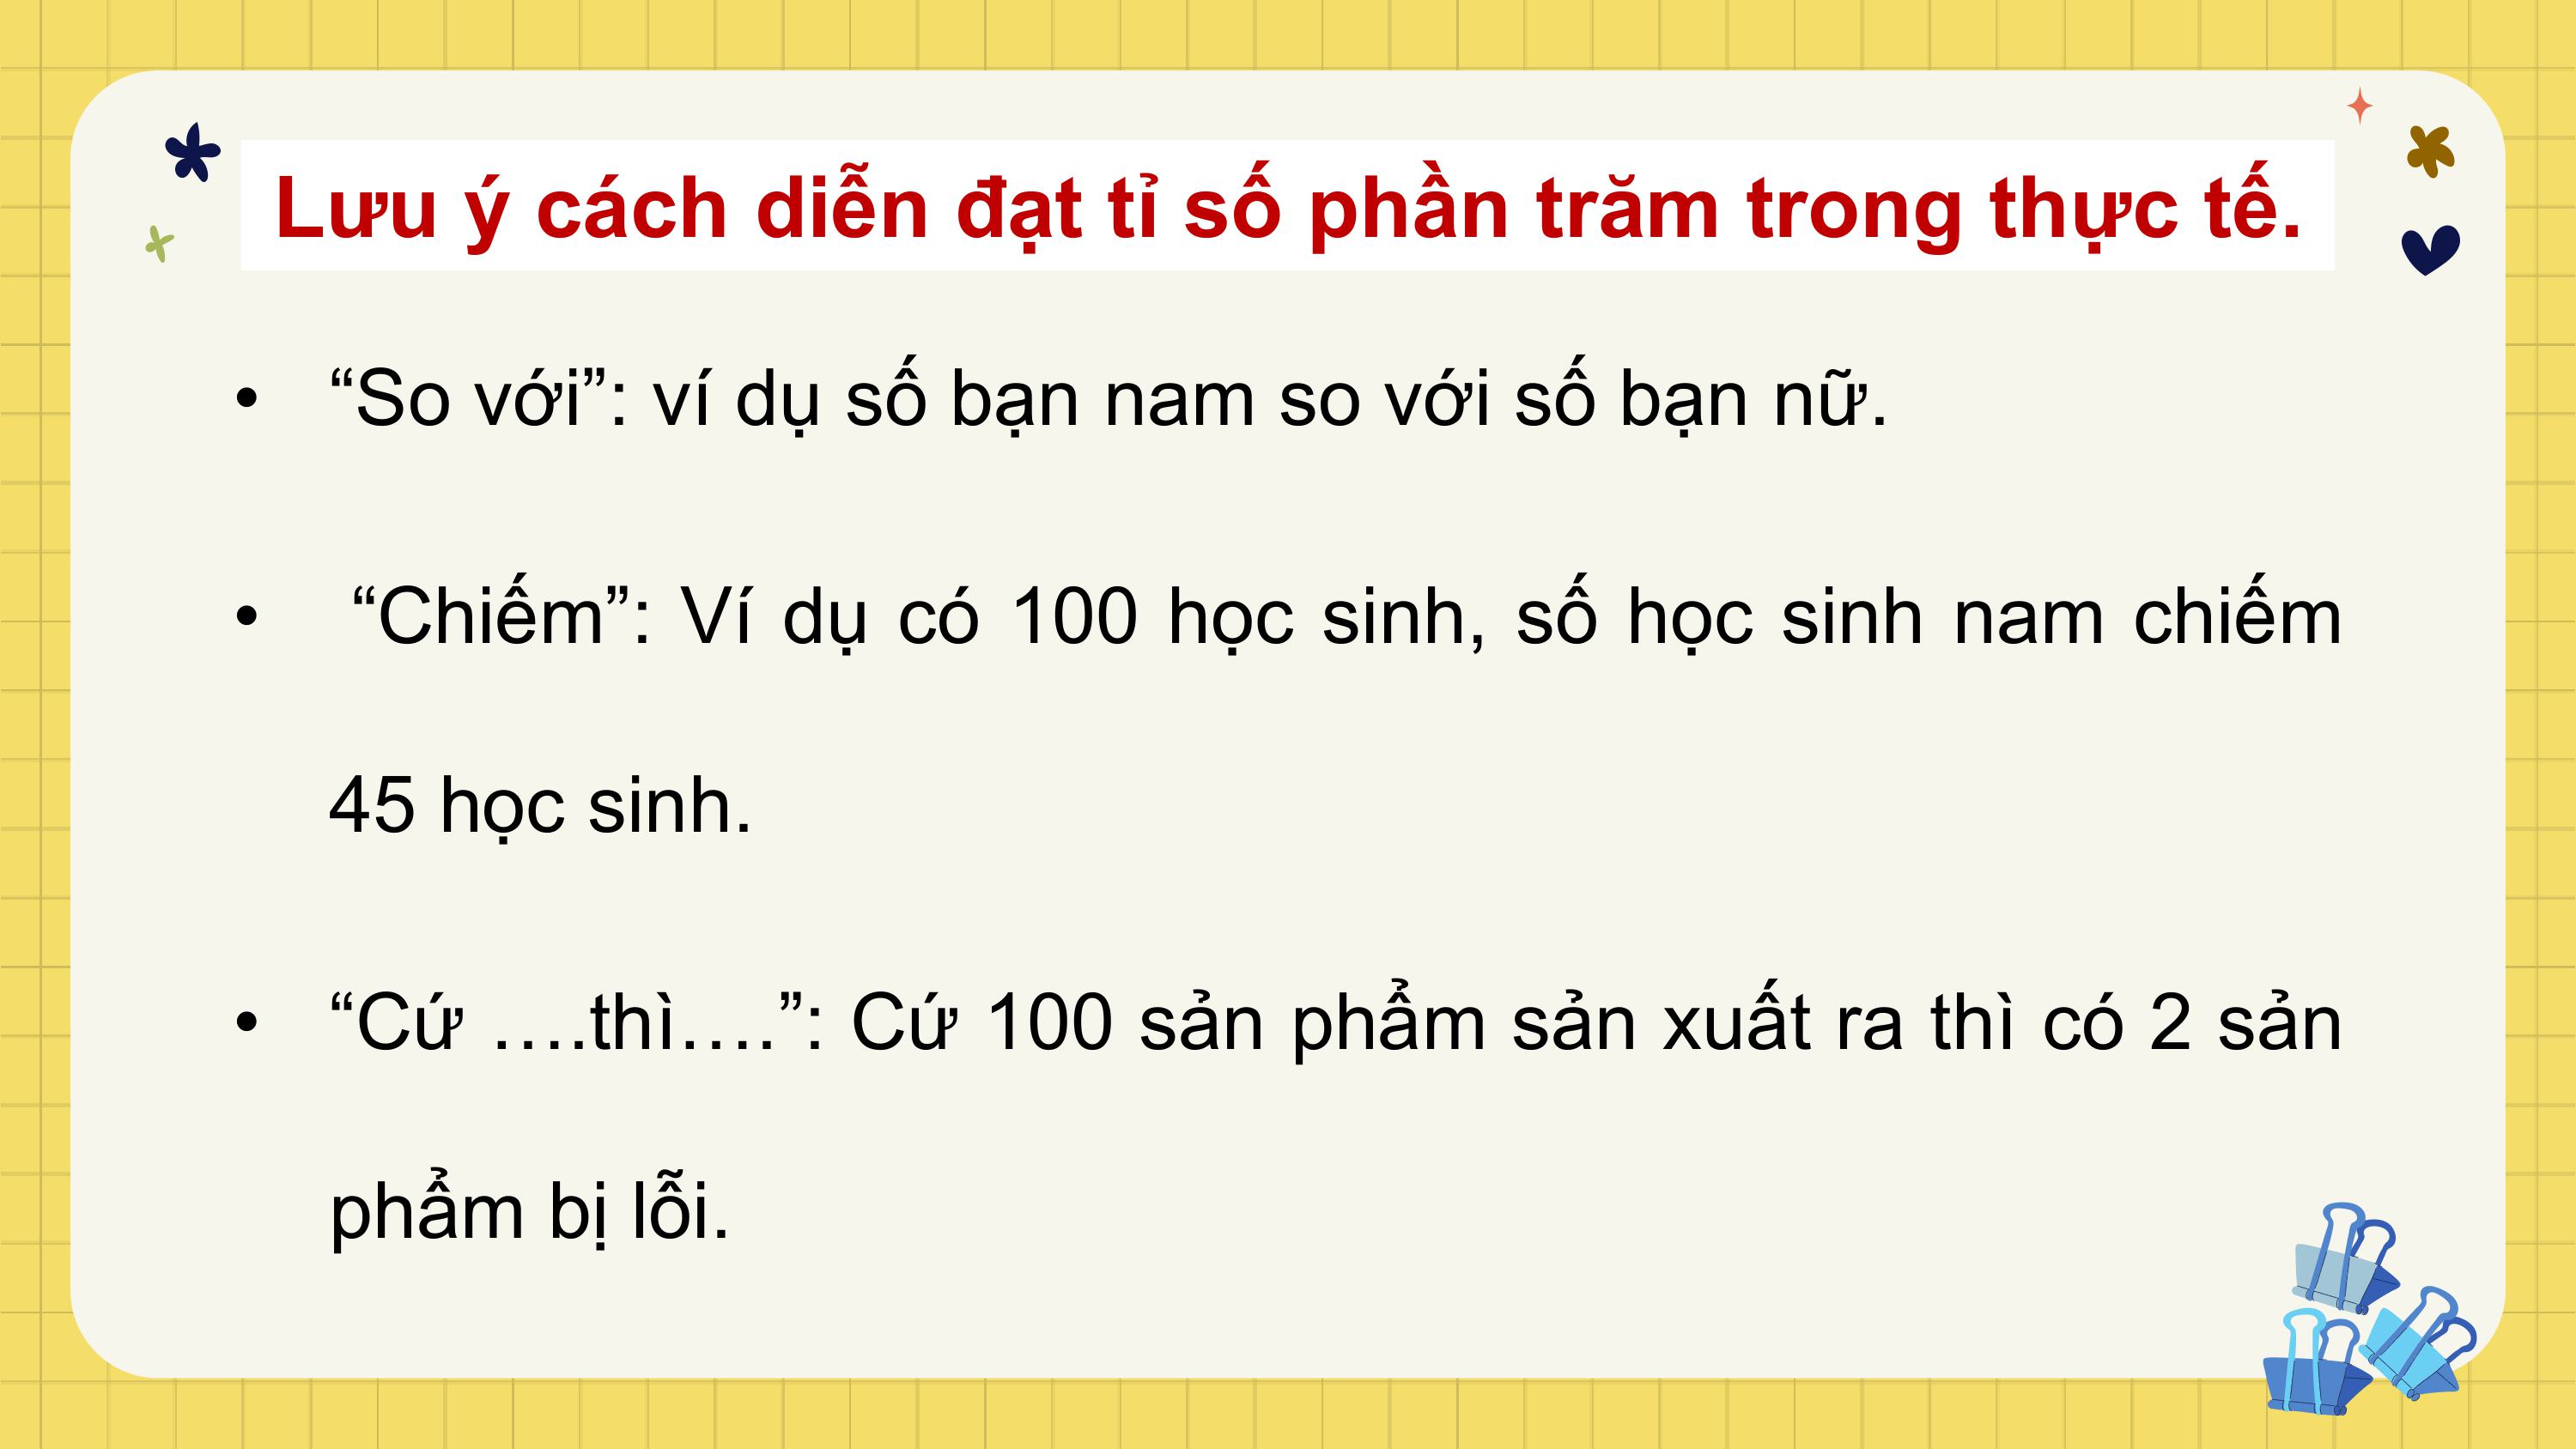 Lưu ý cách diễn đạt tỉ số phần trăm trong thực tế.
• “So với”: ví dụ số bạn nam so với số bạn nữ.
• “Chiếm”: Ví dụ có 100 học sinh, số học sinh nam chiếm
45 học sinh.
• “Cứ ….thì….”: Cứ 100 sản phẩm sản xuất ra thì có 2 sản
phẩm bị lỗi.